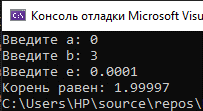 Консоль отладки Microsoft Visu
Введите a: 0
Введите b: 3
Введите e: 0.0001
Корень равен: 1.99997
C:\Users\HP\source\repos\